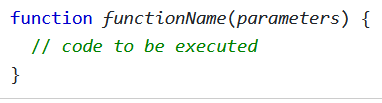 function functionName(parameters) {
  // code to be executed
}